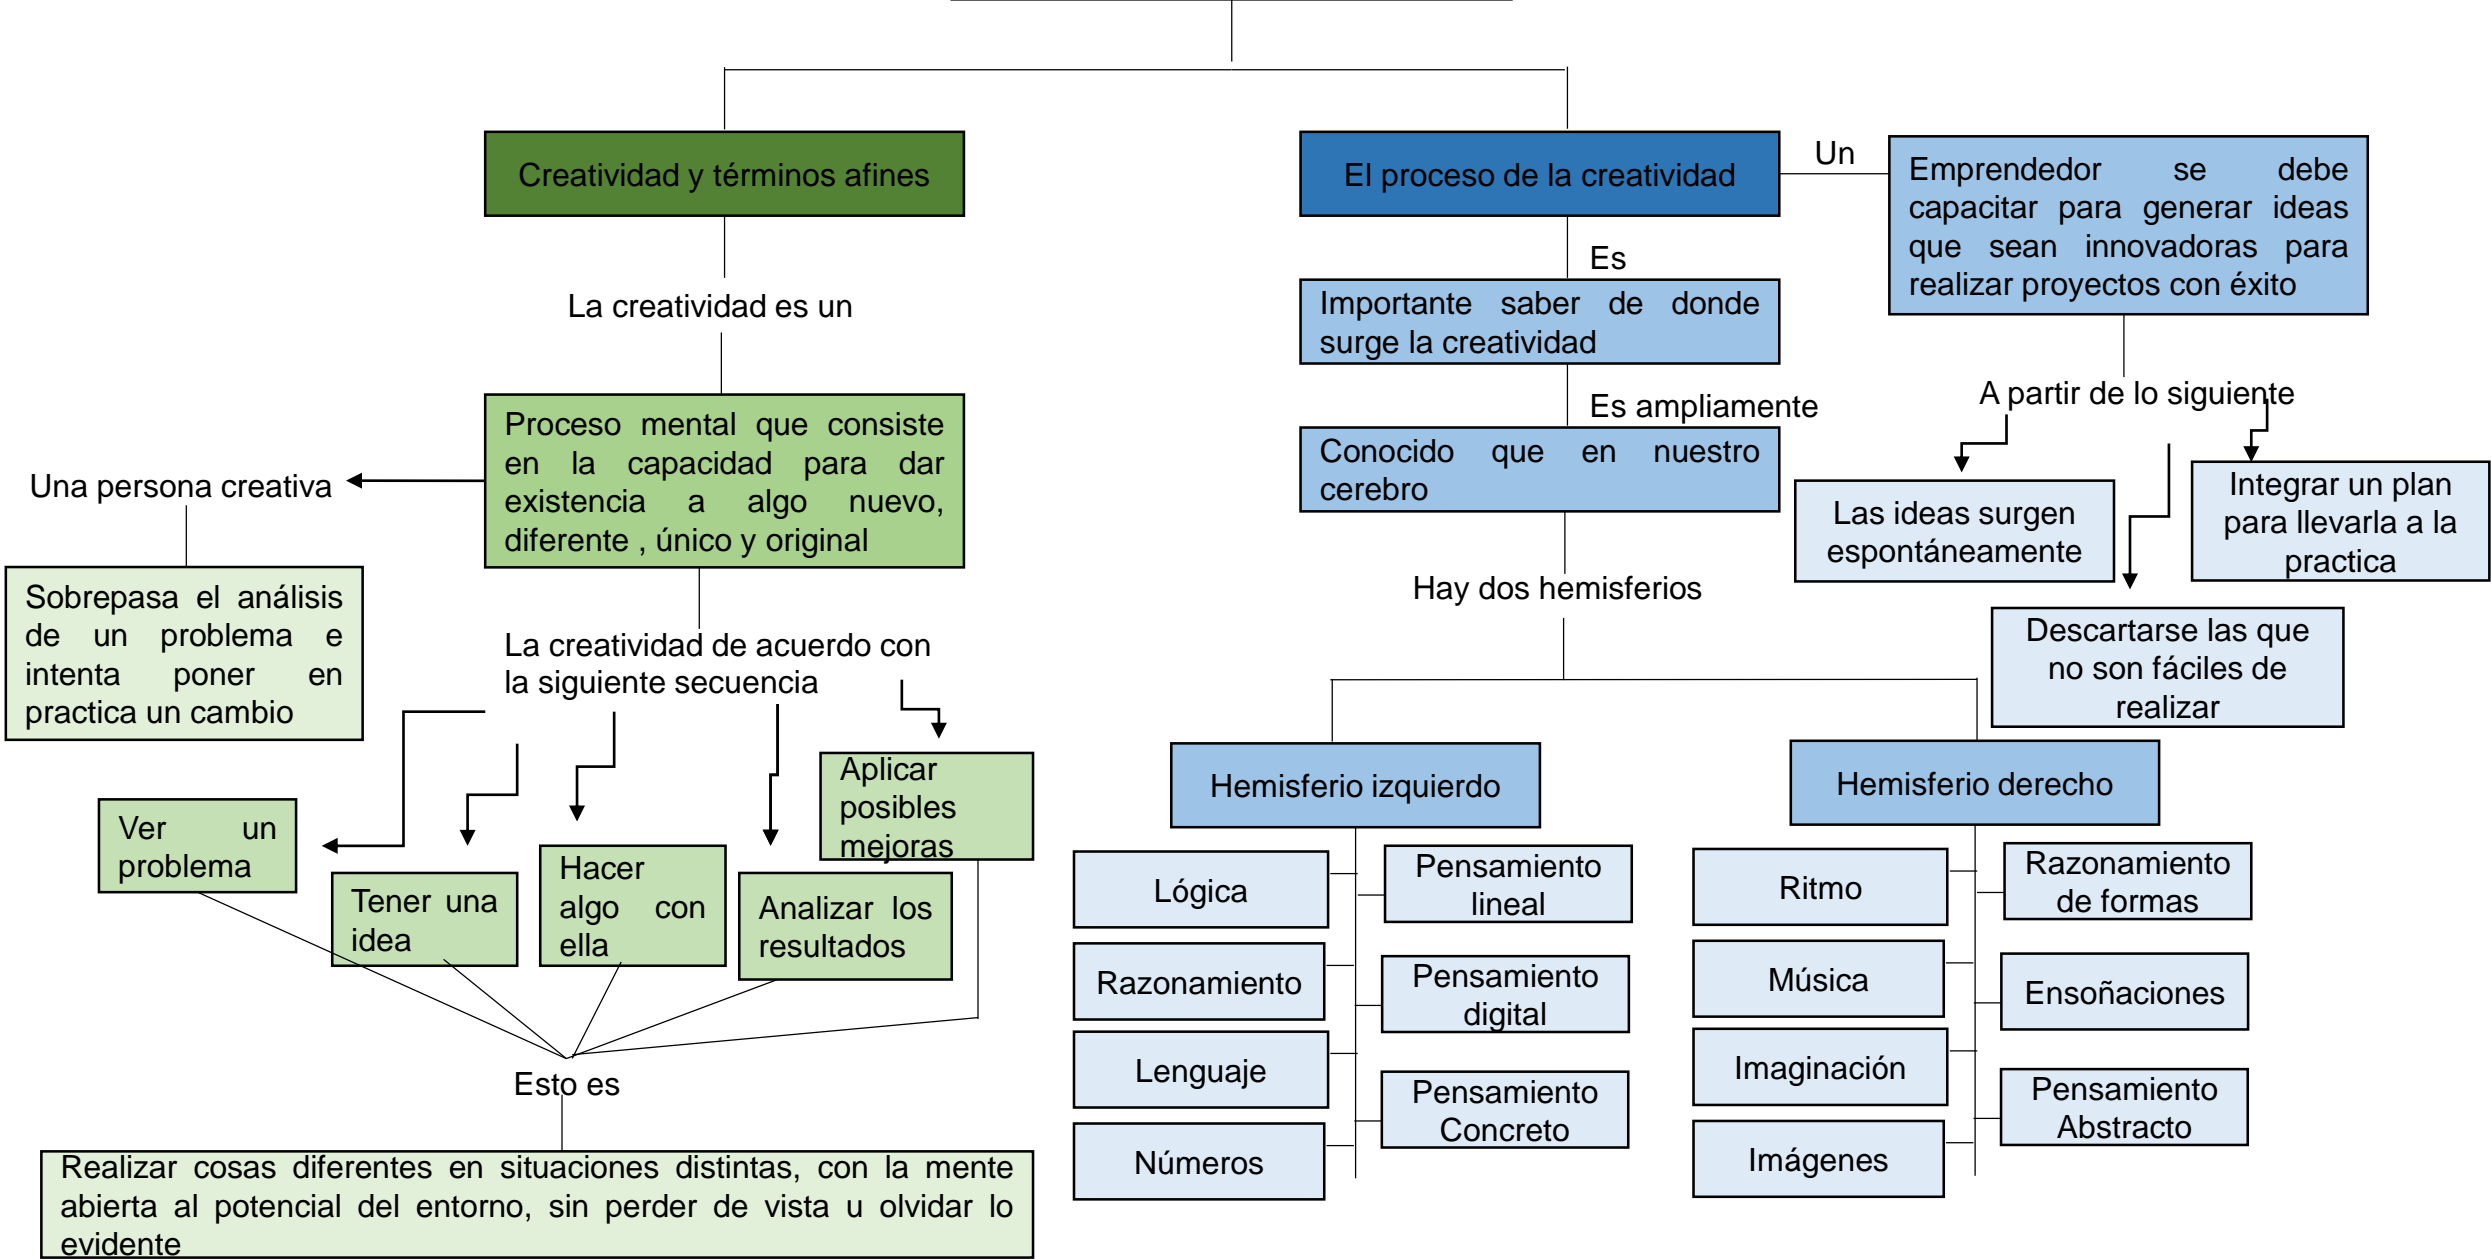 Creatividad y términos afines
La creatividad es un
Proceso mental que consiste
en la capacidad para dar
existencia a algo nuevo,
diferente , único y original
Una persona creativa
Sobrepasa el análisis
de un problema e
intenta poner en
practica un cambio
La creatividad de acuerdo con
la siguiente secuencia
Ver un
problema
Tener una
idea
Hacer
algo con
ella
Analizar los
resultados
Aplicar
posibles
mejoras
Esto es
Realizar cosas diferentes en situaciones distintas, con la mente
abierta al potencial del entorno, sin perder de vista u olvidar lo
evidente
El proceso de la creatividad
Un
Emprendedor se debe
capacitar para generar ideas
que sean innovadoras para
realizar proyectos con éxito
A partir de lo siguiente
Las ideas surgen
espontáneamente
Descartarse las que
no son fáciles de
realizar
Integrar un plan
para llevarla a la
practica
Es
Importante saber de donde
surge la creatividad
Es ampliamente
Conocido que en nuestro
cerebro
Hay dos hemisferios
Hemisferio izquierdo
Lógica
Razonamiento
Lenguaje
Números
Pensamiento
lineal
Pensamiento
digital
Pensamiento
Concreto
Hemisferio derecho
Ritmo
Música
Imaginación
Imágenes
Razonamiento
de formas
Ensoñaciones
Pensamiento
Abstracto